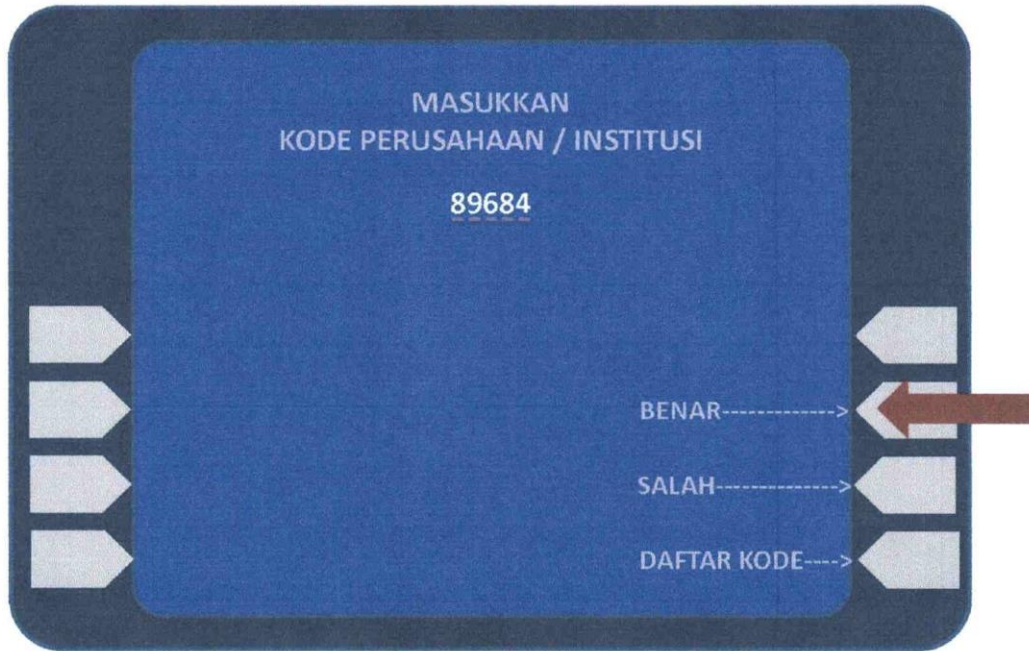 MASUKKAN
KODE PERUSAHAAN / INSTITUSI
89684
BENAR------------->
SALAH-------------->
DAFTAR KODE---->